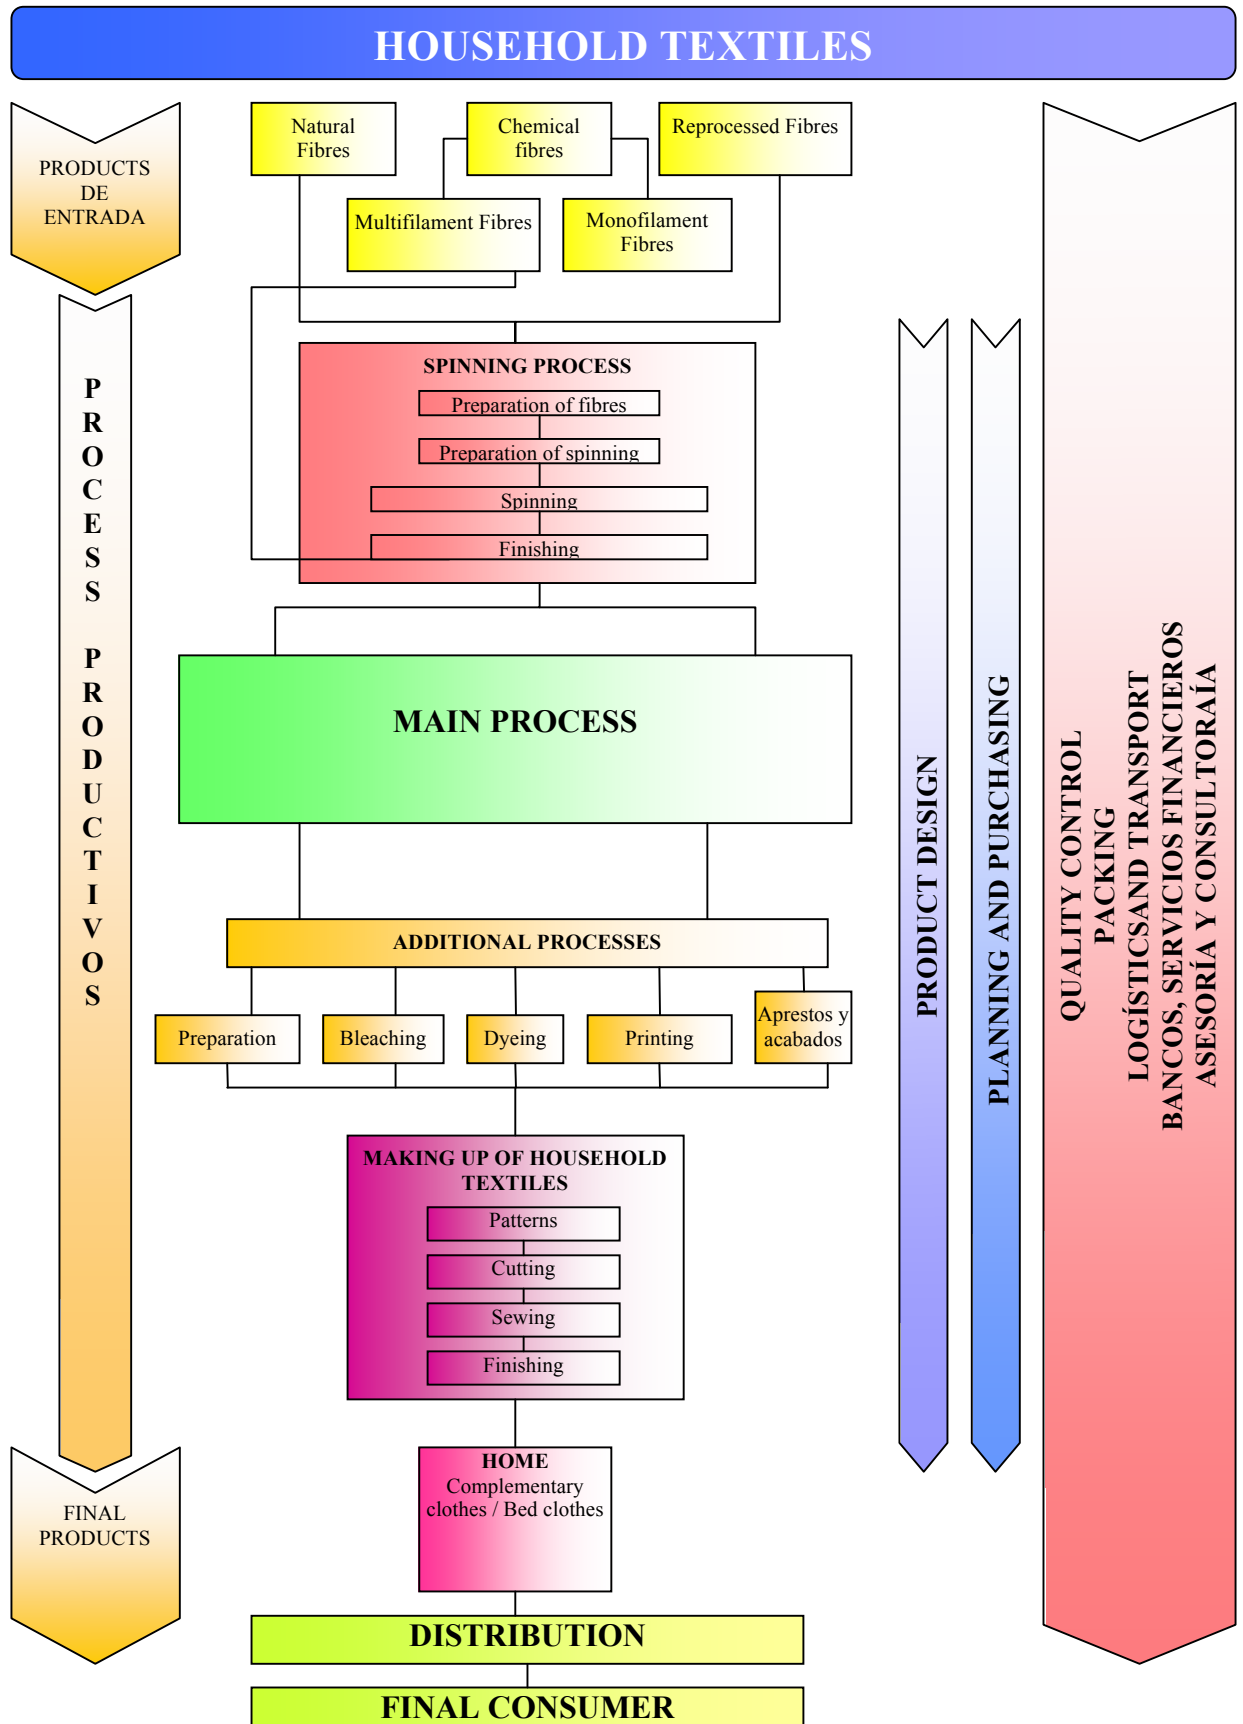 HOUSEHOLD TEXTILES
PRODUCTS
DE
ENTRADA
Natural
Fibres
Chemical
fibres
Reprocessed Fibres
Multifilament Fibres
Monofilament
Fibres
PROCESS PRODUCTIVOS
SPINNING PROCESS
Preparation of fibres
Preparation of spinning
Spinning
Finishing
MAIN PROCESS
ADDITIONAL PROCESSES
Preparation
Bleaching
Dyeing
Printing
Aprestos y
acabados
MAKING UP OF HOUSEHOLD
TEXTILES
Patterns
Cutting
Sewing
Finishing
HOME
Complementary
clothes / Bed clothes
FINAL
PRODUCTS
DISTRIBUTION
FINAL CONSUMER
PRODUCT DESIGN
PLANNING AND PURCHASING
QUALITY CONTROL
PACKING
LOGÍSTICSAND TRANSPORT
BANCOS, SERVICIOS FINANCIEROS
ASESORÍA Y CONSULTORAÍA